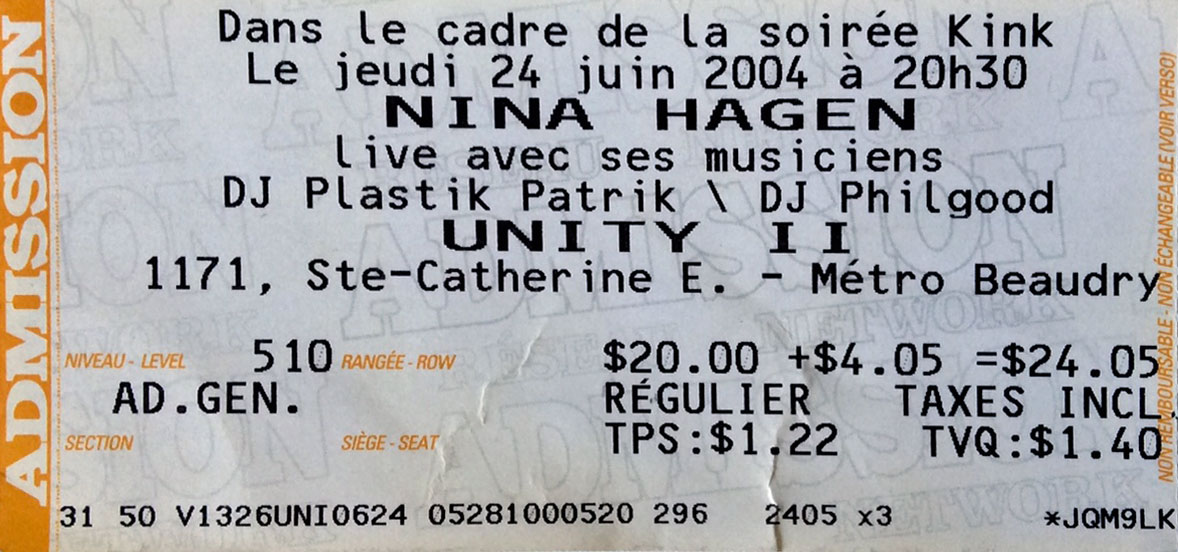 ADMISSION
Dans le cadre de la soirée Kink
Le jeudi 24 juin 2004 à 20h30
NINA HAGEN
live avec ses musiciens
DJ Plastik Patrik \ DJ Philgood
UNITY II
1171, Ste-Catherine E. - Métro Beaudry
NIVEAU - LEVEL 510 RANGÉE - ROW $20.00 +$4.05 =$24.05
AD.GEN. RÉGULIER TAXES INCL.
SECTION SIÈGE - SEAT TPS:$1.22 TVQ:$1.40
31 50 V1326UNI0624 05281000520 296 2405 x3 *JQM9LK
NON REMBOURSABLE - NON ÉCHANGEABLE (VOIR VERSO)